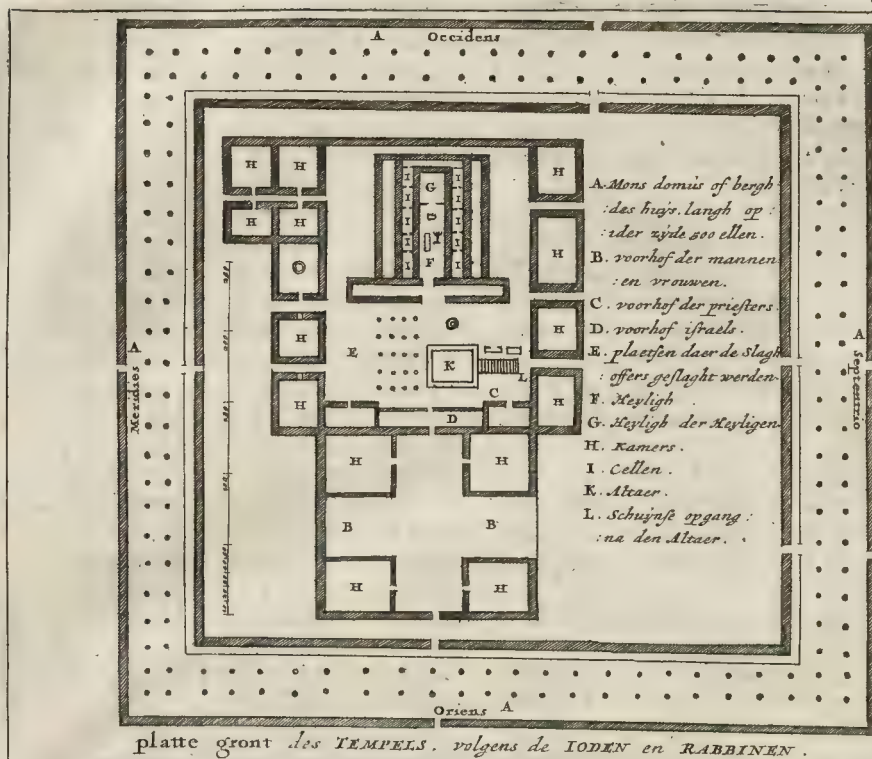 A Occidens
H H H
A. Mons domus of bergh
: des huys. langh op :
: ider zyde 500 ellen.
B. voorhof der mannen
: en vrouwen.
C. voorhof der priesters.
D. voorhof israels.
E. plaetsen daer de Slagh
: offers geslaght werden.
F. Heyligh
G. Heyligh der Heyligen
H. Kamers.
I. Cellen.
K. Altaer.
L. Schuynse opgang :
: na den Altaer.
G
I I
I I
I I
I I
I I
F
H H
H
H
H
E
K
L
C
D
H
H
H H
B B
H H
A Meridies
A Septentrio
Oriens A
platte gront des TEMPELS. volgens de IODEN en RABBINEN.